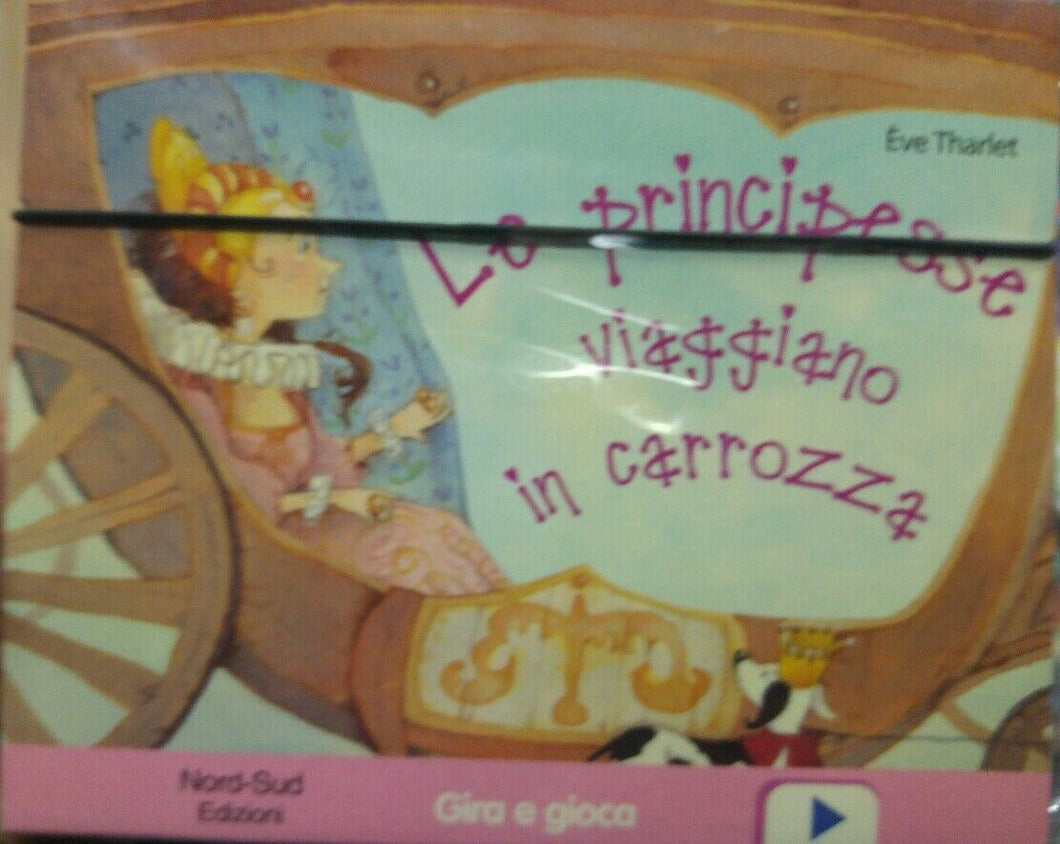 Ève Tharlet
Le principesse
viaggiano
in carrozza
Nord-Sud
Edizioni
Gira e gioca